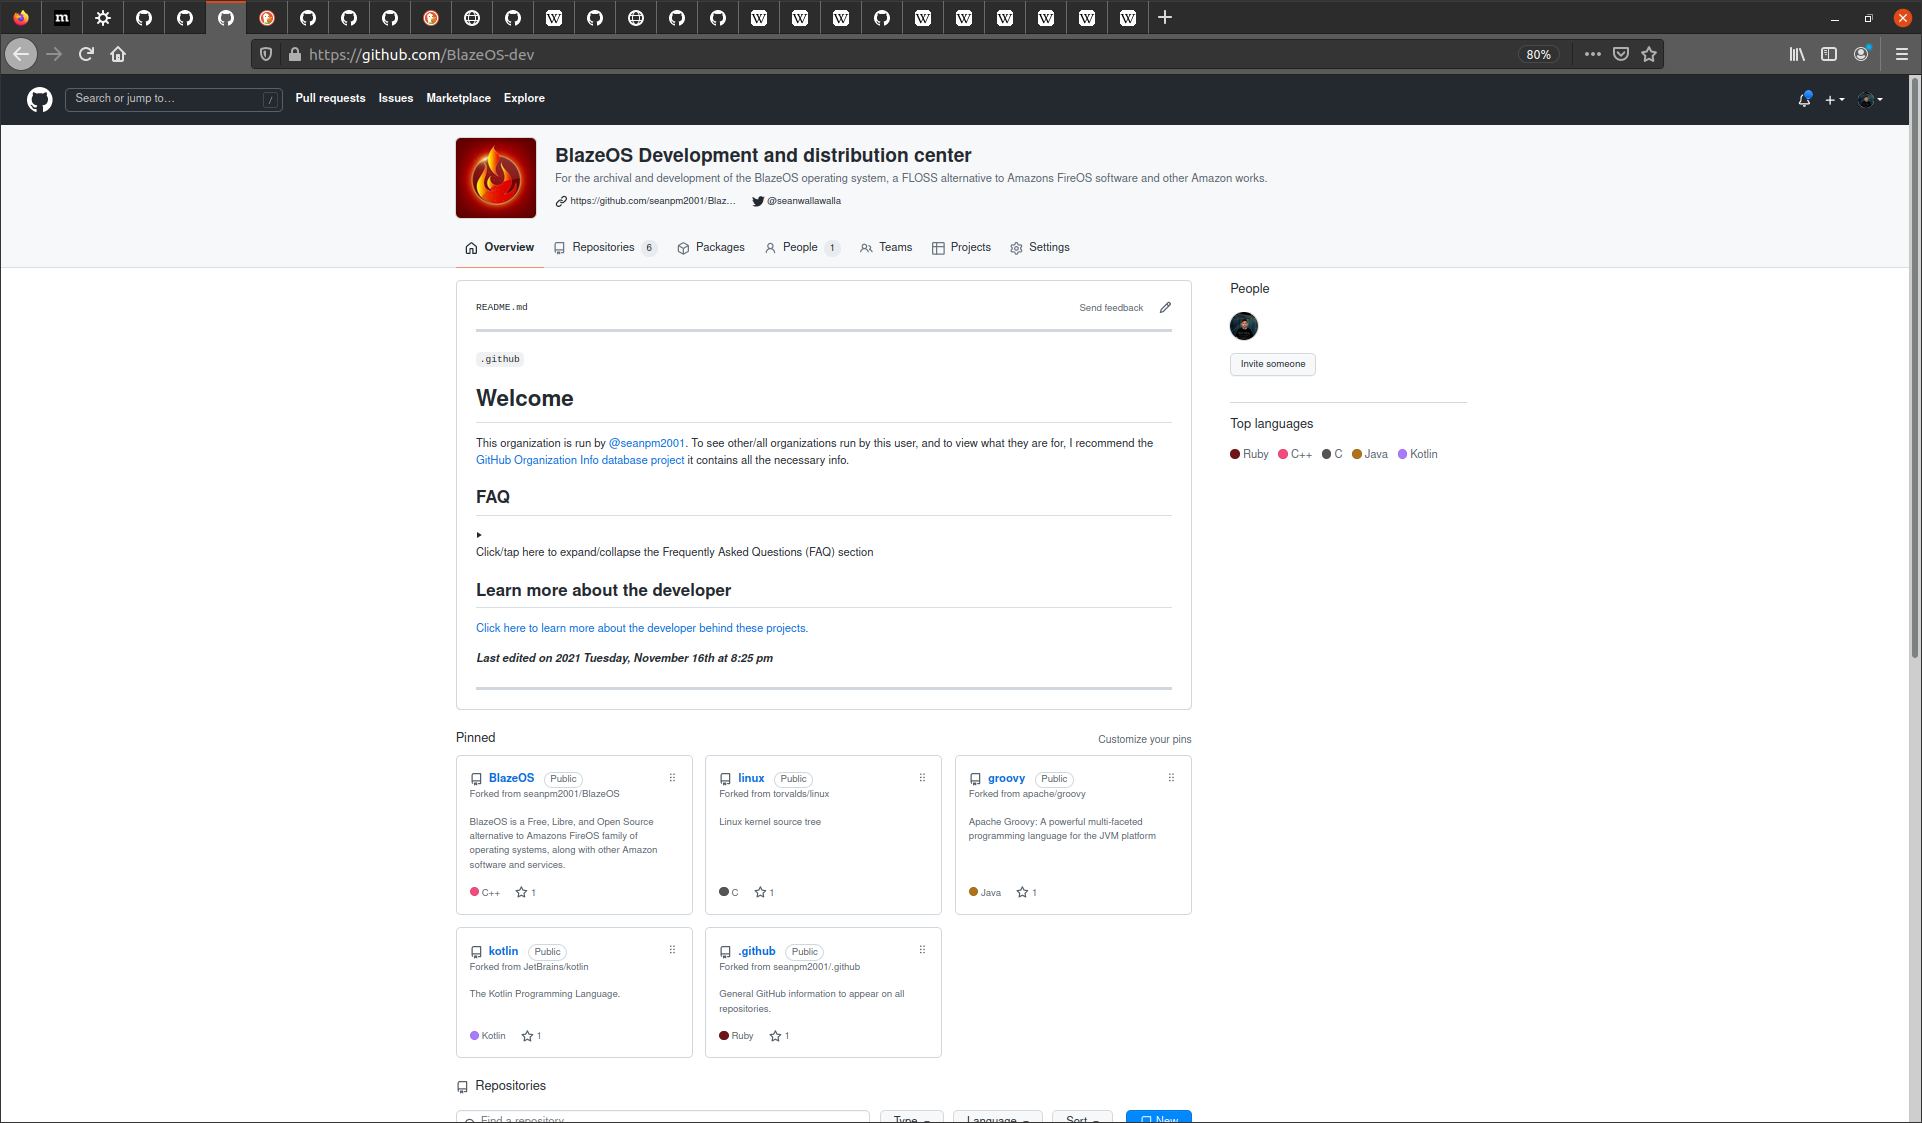 https://github.com/BlazeOS-dev
80%
Search or jump to…
/
Pull requests
Issues
Marketplace
Explore
BlazeOS Development and distribution center
For the archival and development of the BlazeOS operating system, a FLOSS alternative to Amazons FireOS software and other Amazon works.
https://github.com/seanpm2001/Blaz…
@seanwallawalla
Overview
Repositories 6
Packages
People 1
Teams
Projects
Settings
README.md
Send feedback
.github
Welcome
This organization is run by @seanpm2001. To see other/all organizations run by this user, and to view what they are for, I recommend the
GitHub Organization Info database project it contains all the necessary info.
FAQ
Click/tap here to expand/collapse the Frequently Asked Questions (FAQ) section
Learn more about the developer
Click here to learn more about the developer behind these projects.
Last edited on 2021 Tuesday, November 16th at 8:25 pm
People
Invite someone
Top languages
Ruby C++ C Java Kotlin
Pinned
Customize your pins
BlazeOS Public
Forked from seanpm2001/BlazeOS
BlazeOS is a Free, Libre, and Open Source
alternative to Amazons FireOS family of
operating systems, along with other Amazon
software and services.
C++ 1
linux Public
Forked from torvalds/linux
Linux kernel source tree
C 1
groovy Public
Forked from apache/groovy
Apache Groovy: A powerful multi-faceted
programming language for the JVM platform
Java 1
kotlin Public
Forked from JetBrains/kotlin
The Kotlin Programming Language.
Kotlin 1
.github Public
Forked from seanpm2001/.github
General GitHub information to appear on all
repositories.
Ruby 1
Repositories
Find a repository
Type
Language
Sort
New